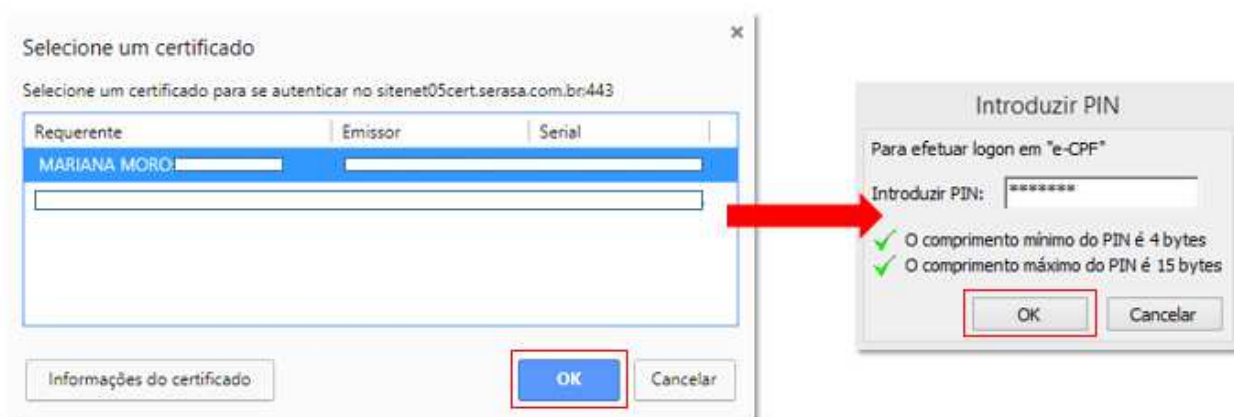 Selecione um certificado
×
Selecione um certificado para se autenticar no sitenet05cert.serasa.com.br:443
Requerente Emissor Serial
MARIANA MORO
Informações do certificado OK Cancelar
Introduzir PIN
Para efetuar logon em "e-CPF"
Introduzir PIN: *******
O comprimento mínimo do PIN é 4 bytes
O comprimento máximo do PIN é 15 bytes
OK Cancelar